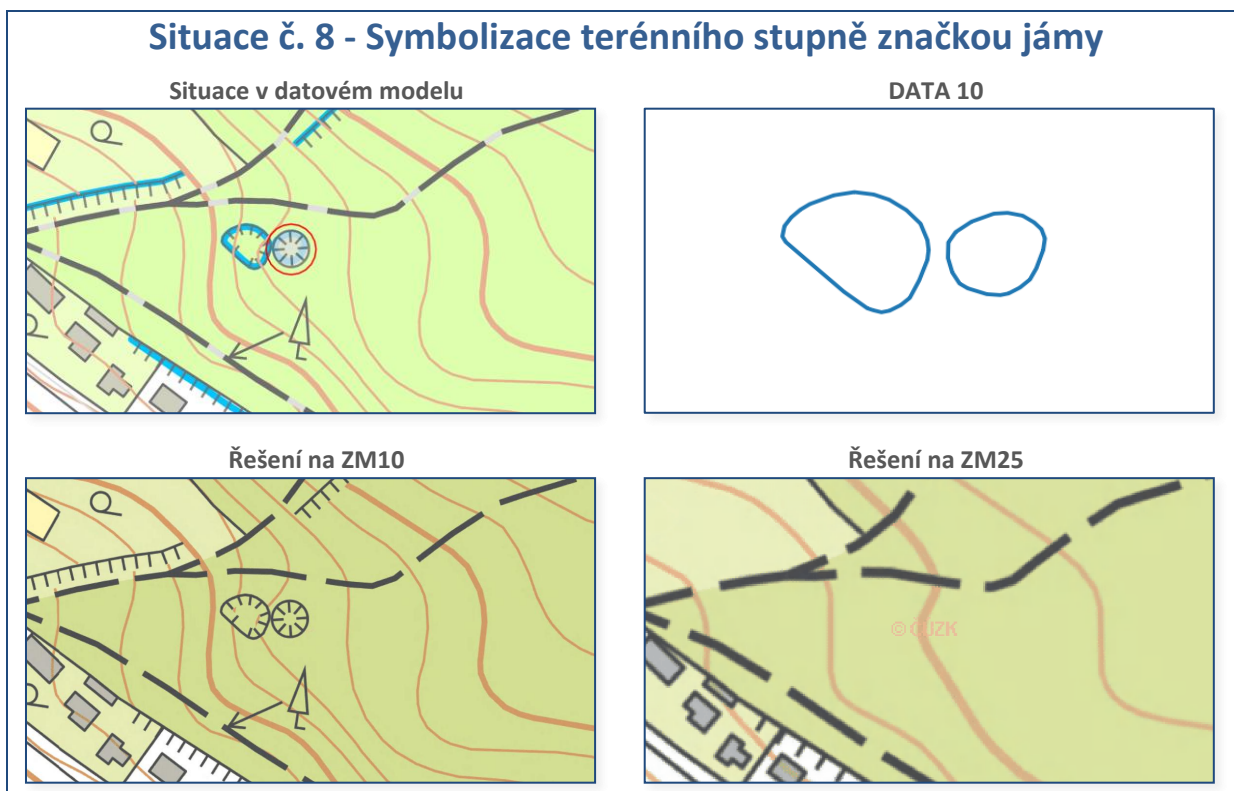 Situace č. 8 - Symbolizace terénního stupně značkou jámy
Situace v datovém modelu
DATA 10
Řešení na ZM10
Řešení na ZM25
© ČÚZK